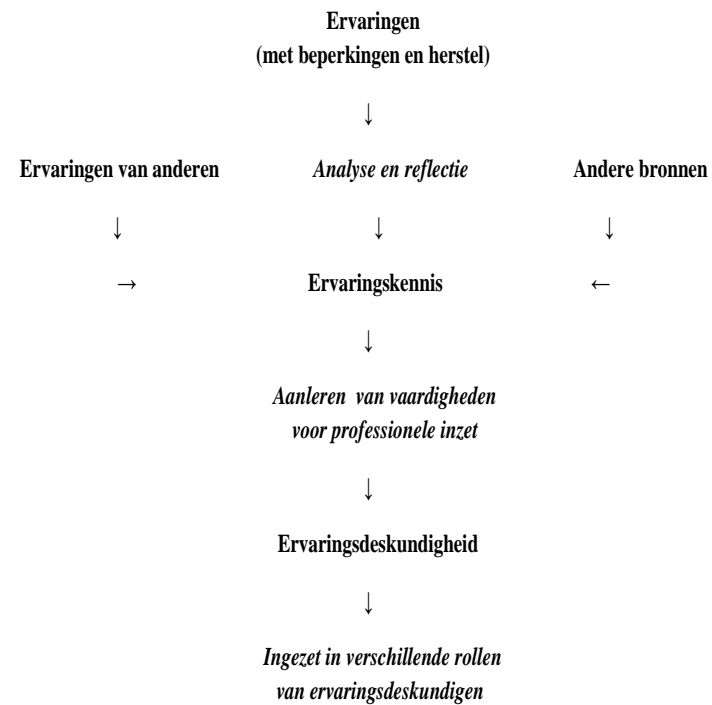 Ervaringen
(met beperkingen en herstel)
↓
Ervaringen van anderen Analyse en reflectie Andere bronnen
↓ ↓ ↓
→ Ervaringskennis ←
↓
Aanleren van vaardigheden
voor professionele inzet
↓
Ervaringsdeskundigheid
↓
Ingezet in verschillende rollen
van ervaringsdeskundigen